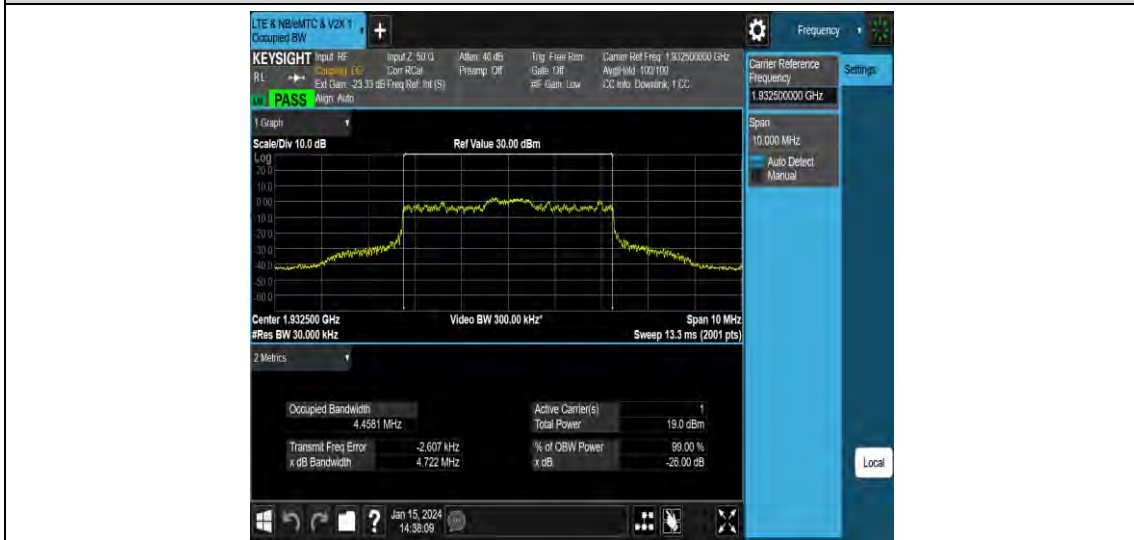 LTE & NB/eMTC & V2X 1
Occupied BW
+
Frequency
KEYSIGHT
RL
Input: RF
Coupling: DC
Ext Gain: -23.33 dB
Align: Auto
Input Z: 50 Ω
Corr RCal
Freq Ref: Int (S)
Atten: 40 dB
Preamp: Off
Trig: Free Run
Gate: Off
#IF Gain: Low
Carrier Ref Freq: 1.932500000 GHz
Avg|Hold: 100/100
CC Info: Downlink, 1 CC
PASS
Carrier Reference
Frequency
1.932500000 GHz
Settings
Span
10.000 MHz
Auto Detect
Manual
1 Graph
Scale/Div 10.0 dB
Ref Value 30.00 dBm
Log
20.0
10.0
0.00
-10.0
-20.0
-30.0
-40.0
-50.0
-60.0
Center 1.932500 GHz
Video BW 300.00 kHz*
Span 10 MHz
#Res BW 30.000 kHz
Sweep 13.3 ms (2001 pts)
2 Metrics
Occupied Bandwidth
4.4581 MHz
Active Carrier(s) 1
Total Power 19.0 dBm
Transmit Freq Error -2.607 kHz
% of OBW Power 99.00 %
x dB Bandwidth 4.722 MHz
x dB -26.00 dB
Local
?
Jan 15, 2024
14:38:09